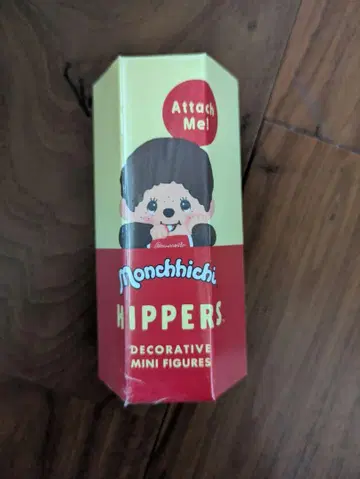 Attach
Me!
Monchhichi
HIPPERS
DECORATIVE
MINI FIGURES